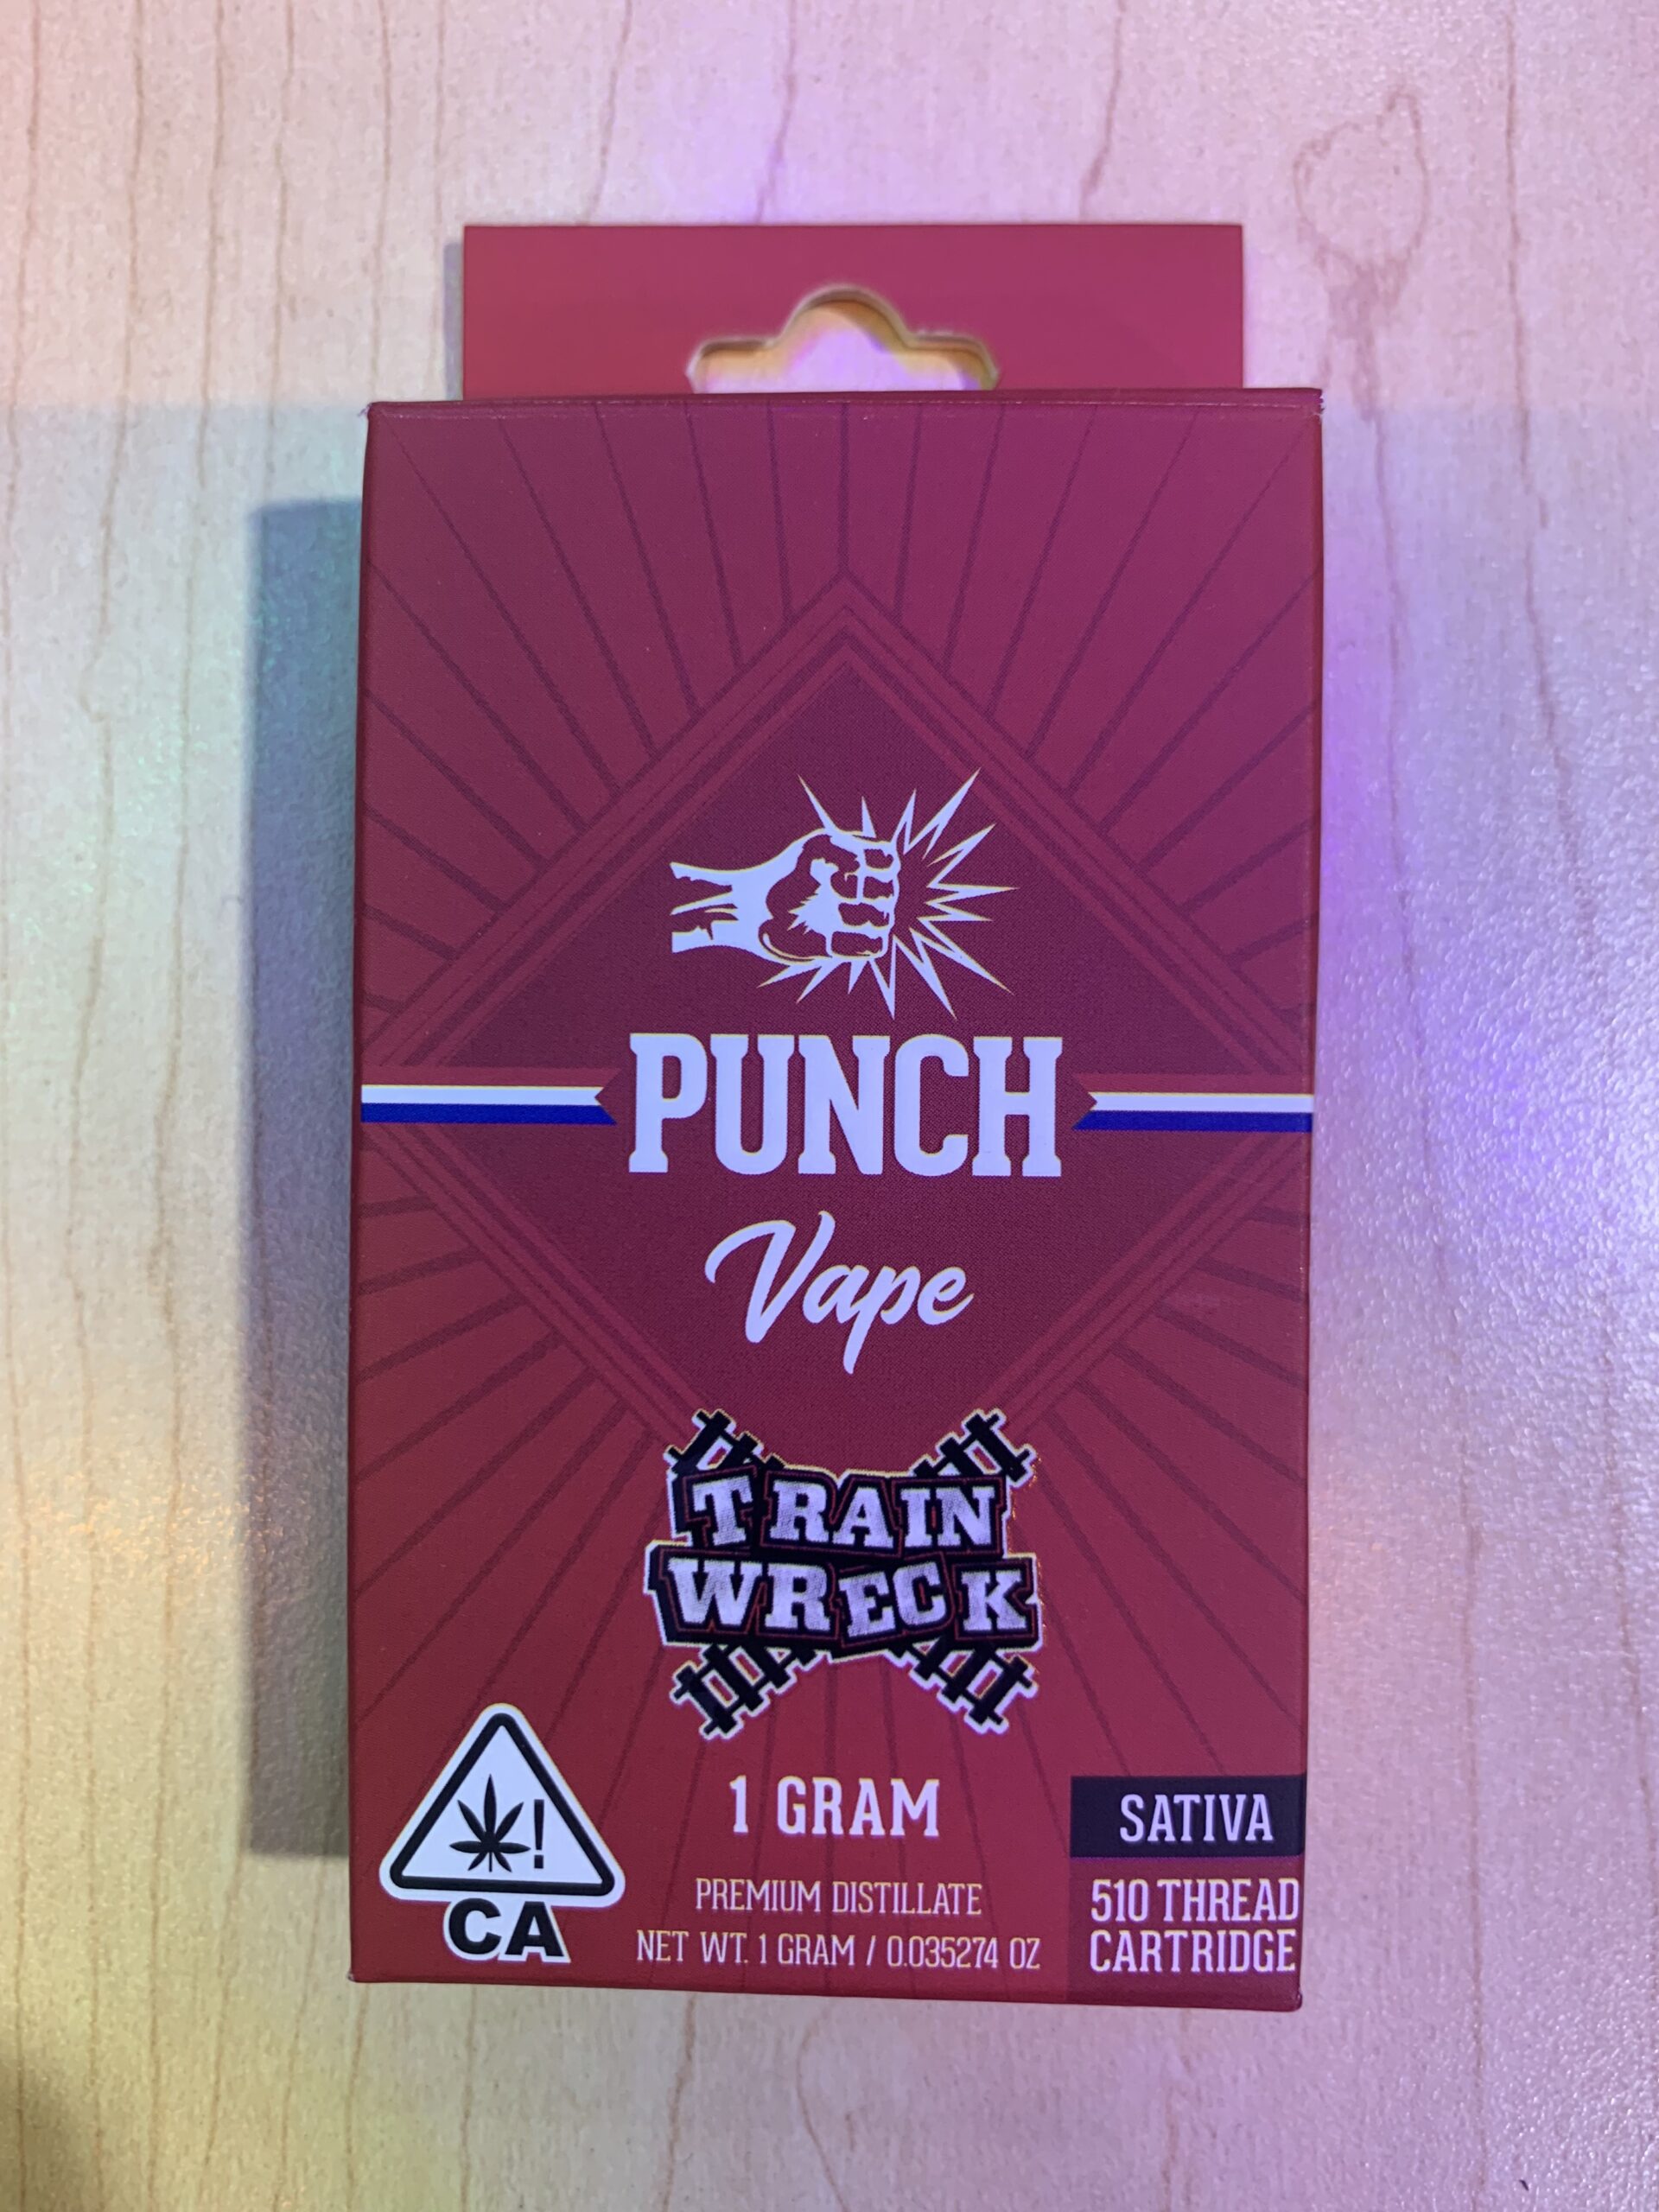 PUNCH
Vape
TRAIN
WRECK
1 GRAM
PREMIUM DISTILLATE
NET WT. 1 GRAM / 0.035274 OZ
!
CA
SATIVA
510 THREAD
CARTRIDGE